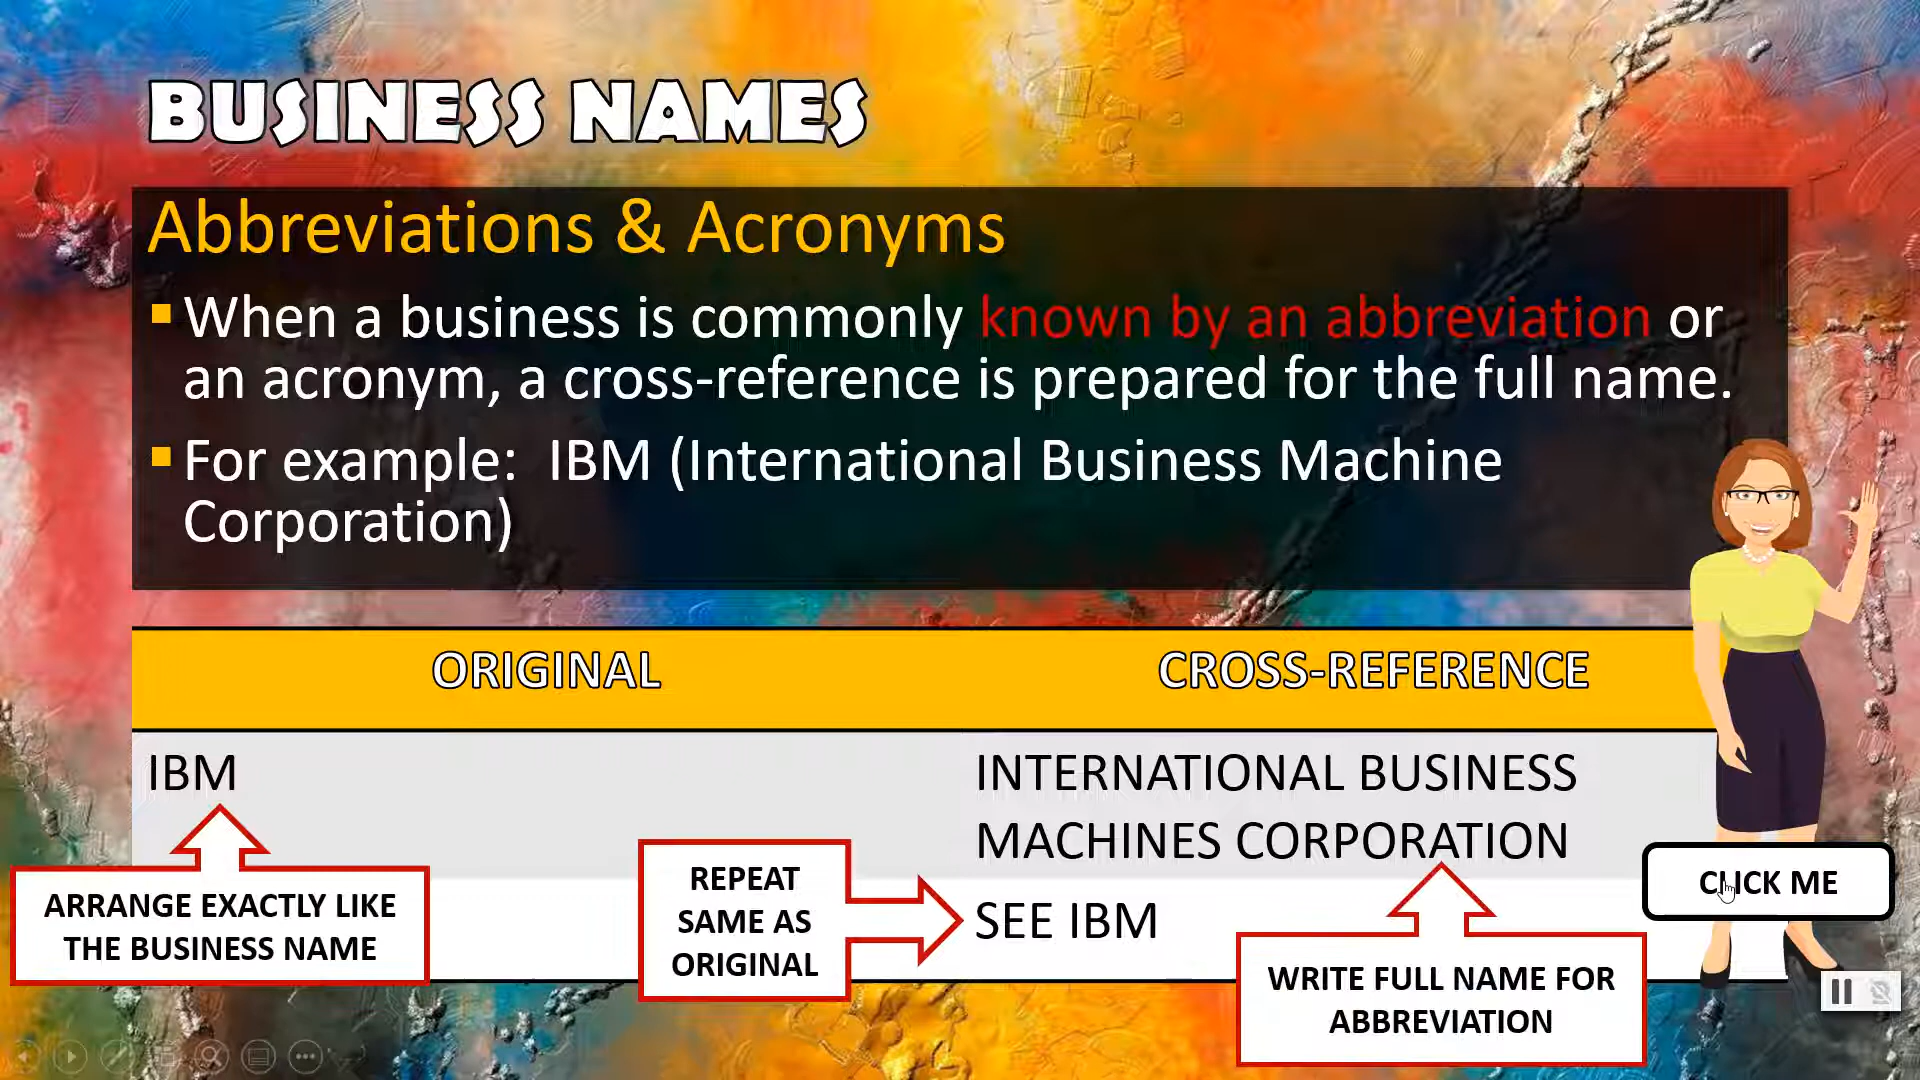 BUSINESS NAMES
Abbreviations & Acronyms
When a business is commonly known by an abbreviation or
an acronym, a cross-reference is prepared for the full name.
For example: IBM (International Business Machine
Corporation)
ORIGINAL
CROSS-REFERENCE
IBM
INTERNATIONAL BUSINESS
MACHINES CORPORATION
SEE IBM
ARRANGE EXACTLY LIKE
THE BUSINESS NAME
REPEAT
SAME AS
ORIGINAL
WRITE FULL NAME FOR
ABBREVIATION
CLICK ME